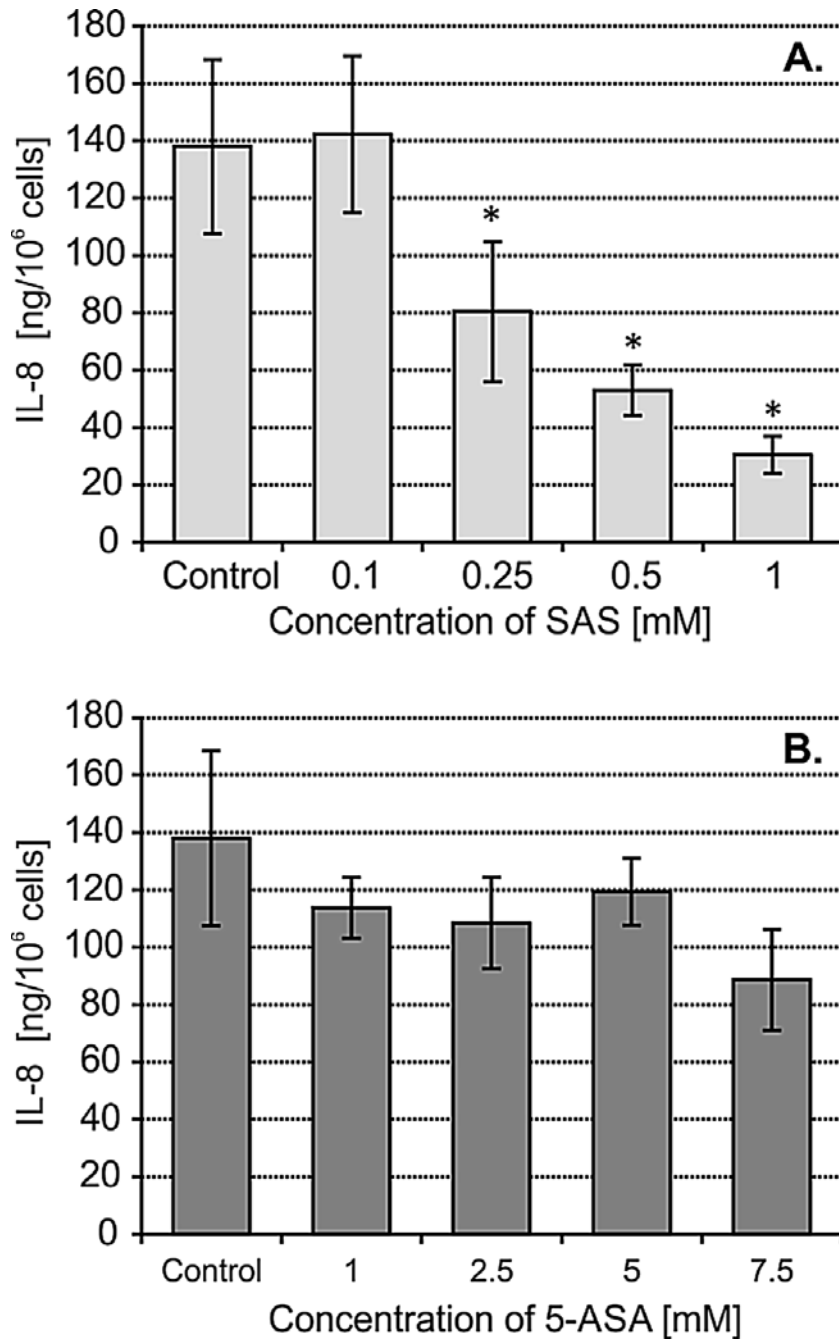 A.
IL-8 [ng/10⁶ cells]
180
160
140
120
100
80
60
40
20
0
*
*
*
Control 0.1 0.25 0.5 1
Concentration of SAS [mM]
B.
IL-8 [ng/10⁶ cells]
180
160
140
120
100
80
60
40
20
0
Control 1 2.5 5 7.5
Concentration of 5-ASA [mM]